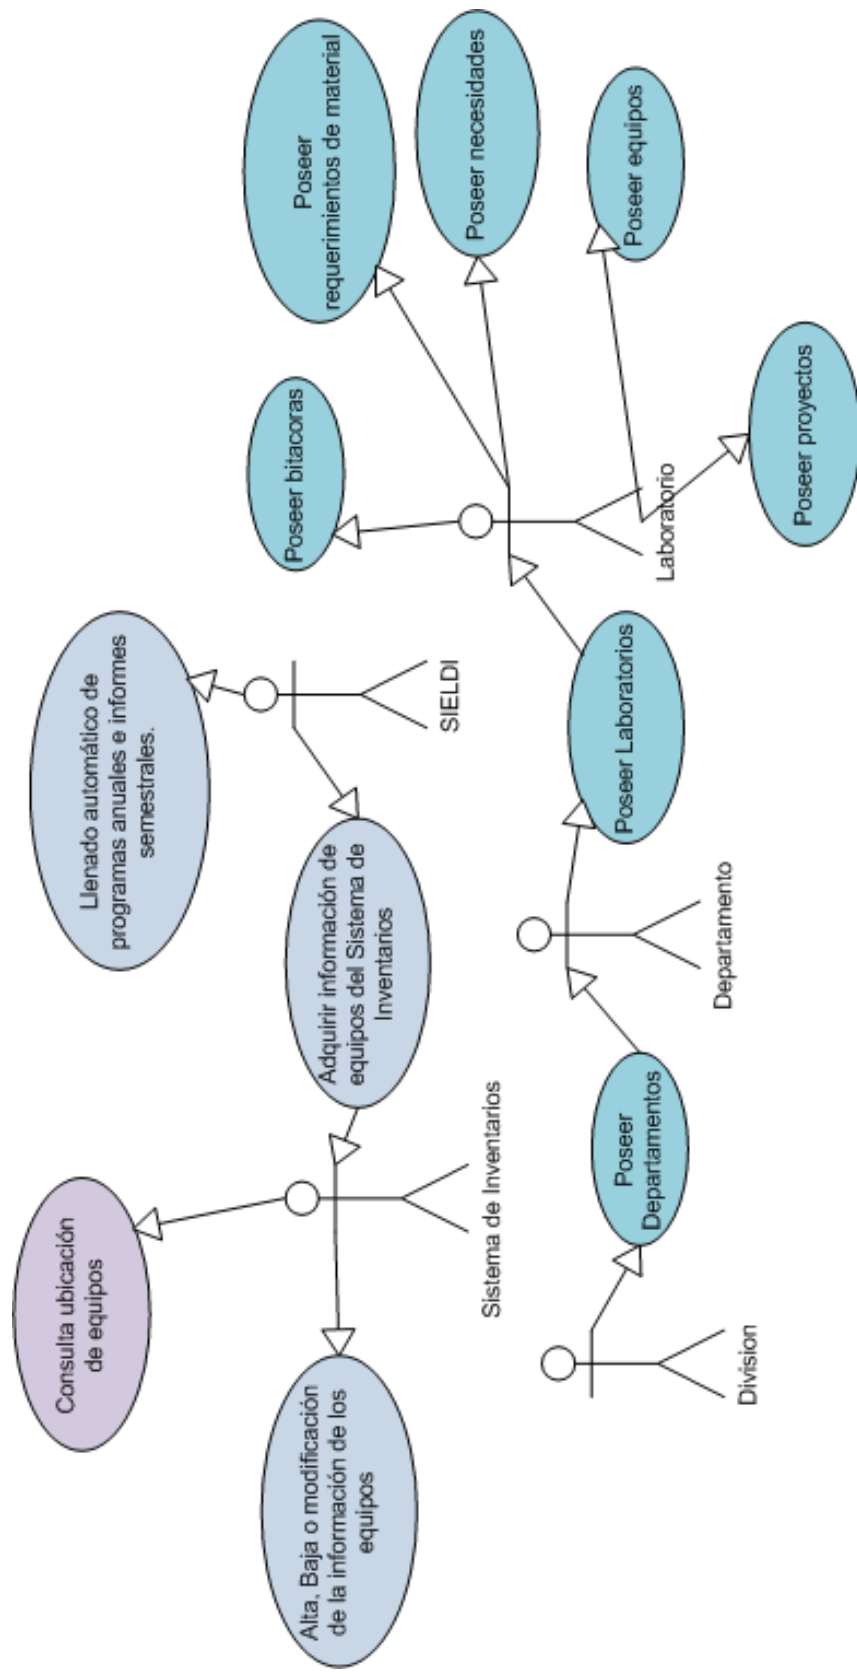 Consulta ubicación
de equipos
Llenado automático de
programas anuales e informes
semestrales.
Alta, Baja o modificación
de la información de los
equipos
Sistema de Inventarios
Adquirir información de
equipos del Sistema de
Inventarios
SIELDI
Poseer bitacoras
Poseer
requerimientos de material
Poseer necesidades
Division
Poseer
Departamentos
Departamento
Poseer Laboratorios
Laboratorio
Poseer equipos
Poseer proyectos